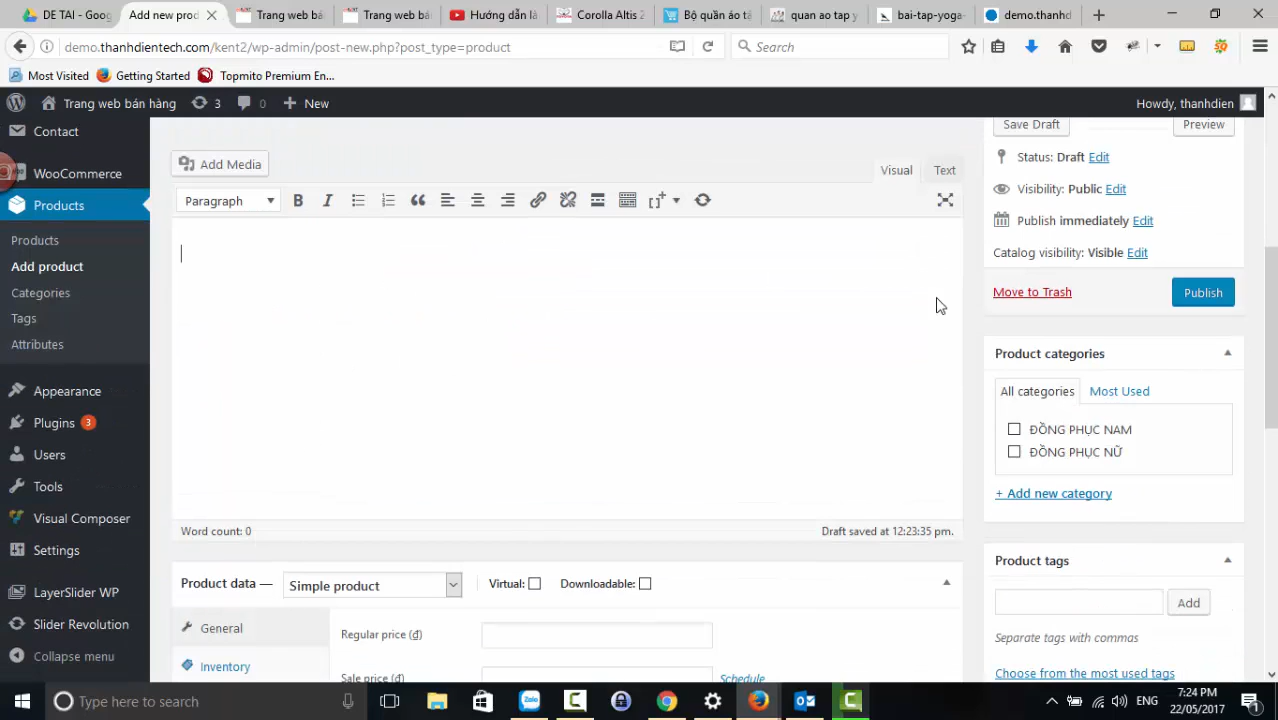 DE TAI - Goog
Add new prod
Trang web bán
Trang web bán
Hướng dẫn là
Corolla Altis 2
Bộ quần áo tậ
quan ao tap y
bai-tap-yoga-
demo.thanhd
demo.thanhdientech.com/kent2/wp-admin/post-new.php?post_type=product
Search
Most Visited
Getting Started
Topmito Premium En...
Trang web bán hàng
3
0
New
Howdy, thanhdien
Contact
WooCommerce
Products
Products
Add product
Categories
Tags
Attributes
Appearance
Plugins 3
Users
Tools
Visual Composer
Settings
LayerSlider WP
Slider Revolution
Collapse menu
Add Media
Visual
Text
Paragraph
B
I
Word count: 0
Draft saved at 12:23:35 pm.
Product data —
Simple product
Virtual:
Downloadable:
General
Regular price (₫)
Inventory
Sale price (₫)
Schedule
Save Draft
Preview
Status: Draft Edit
Visibility: Public Edit
Publish immediately Edit
Catalog visibility: Visible Edit
Move to Trash
Publish
Product categories
All categories
Most Used
ĐỒNG PHỤC NAM
ĐỒNG PHỤC NỮ
+ Add new category
Product tags
Add
Separate tags with commas
Choose from the most used tags
Type here to search
Zalo
ENG
7:24 PM
22/05/2017